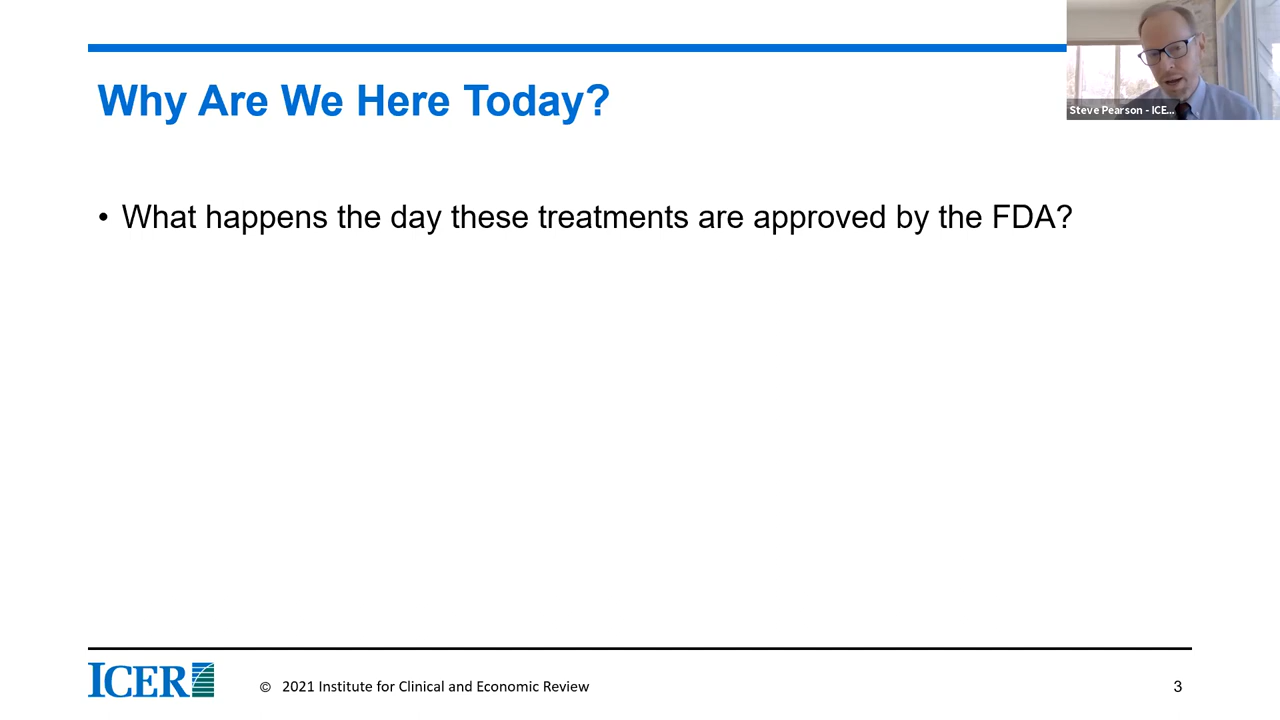 Why Are We Here Today?
Steve Pearson - ICE...
• What happens the day these treatments are approved by the FDA?
ICER
© 2021 Institute for Clinical and Economic Review
3